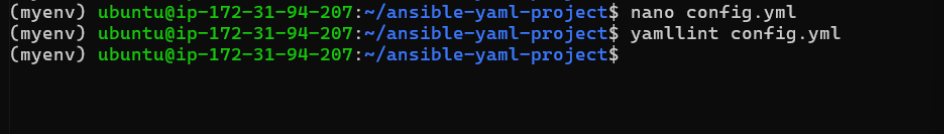 (myenv) ubuntu@ip-172-31-94-207:~/ansible-yaml-project$ nano config.yml
(myenv) ubuntu@ip-172-31-94-207:~/ansible-yaml-project$ yamllint config.yml
(myenv) ubuntu@ip-172-31-94-207:~/ansible-yaml-project$